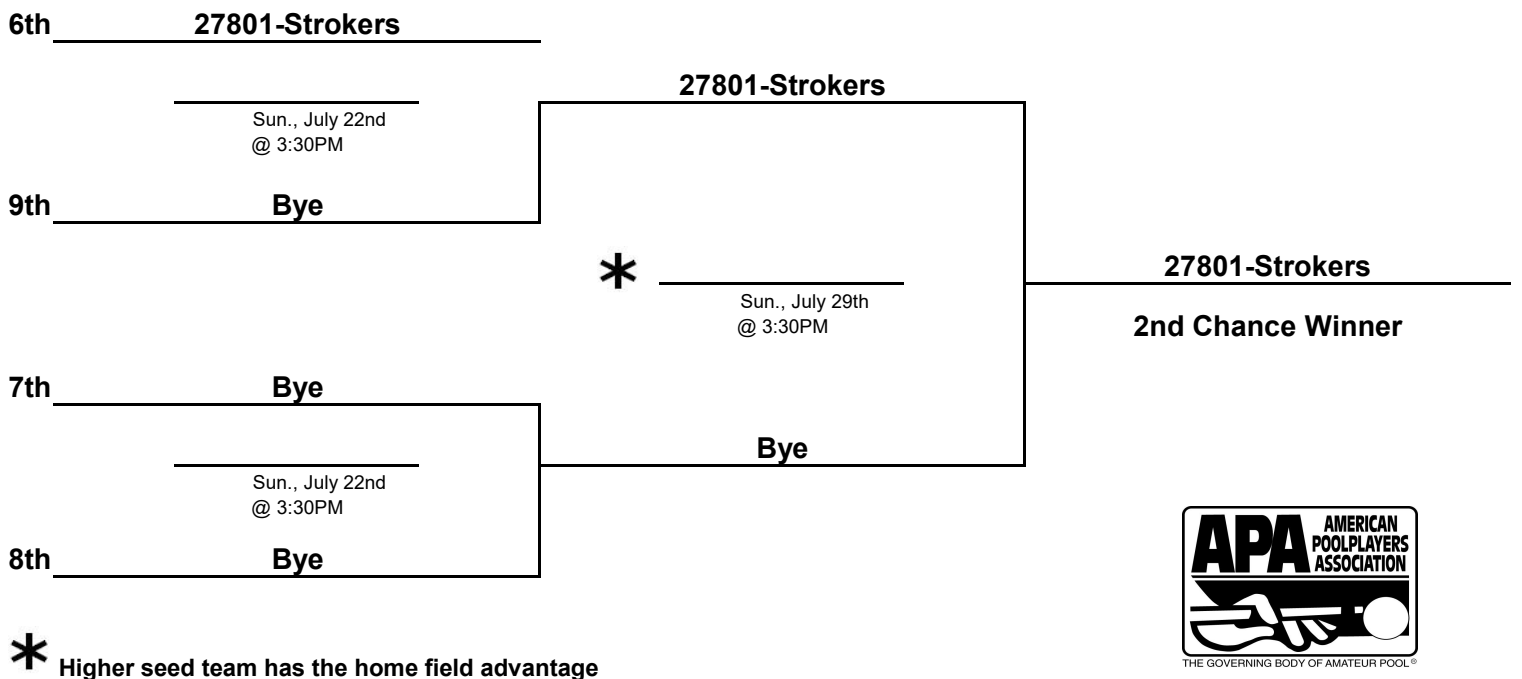 6th 27801-Strokers
27801-Strokers
Sun., July 22nd
@ 3:30PM
9th Bye
27801-Strokers
*
Sun., July 29th
@ 3:30PM
2nd Chance Winner
7th Bye
Bye
Sun., July 22nd
@ 3:30PM
8th Bye
APA AMERICAN
POOLPLAYERS
ASSOCIATION
THE GOVERNING BODY OF AMATEUR POOL®
* Higher seed team has the home field advantage